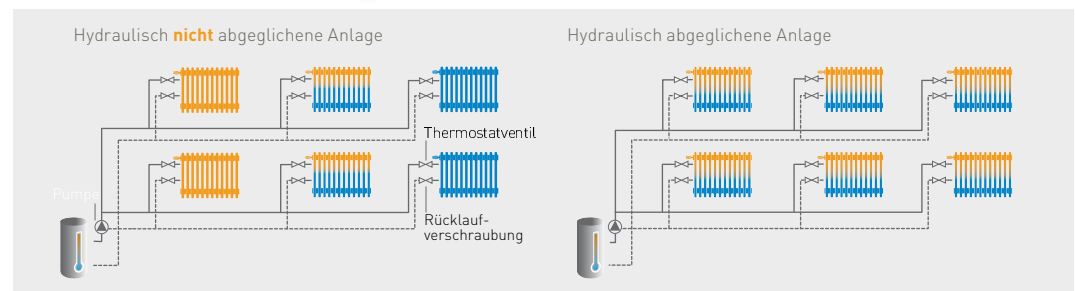 Hydraulisch nicht abgeglichene Anlage
Hydraulisch abgeglichene Anlage
Thermostatventil
Pumpe
Rücklauf-
verschraubung